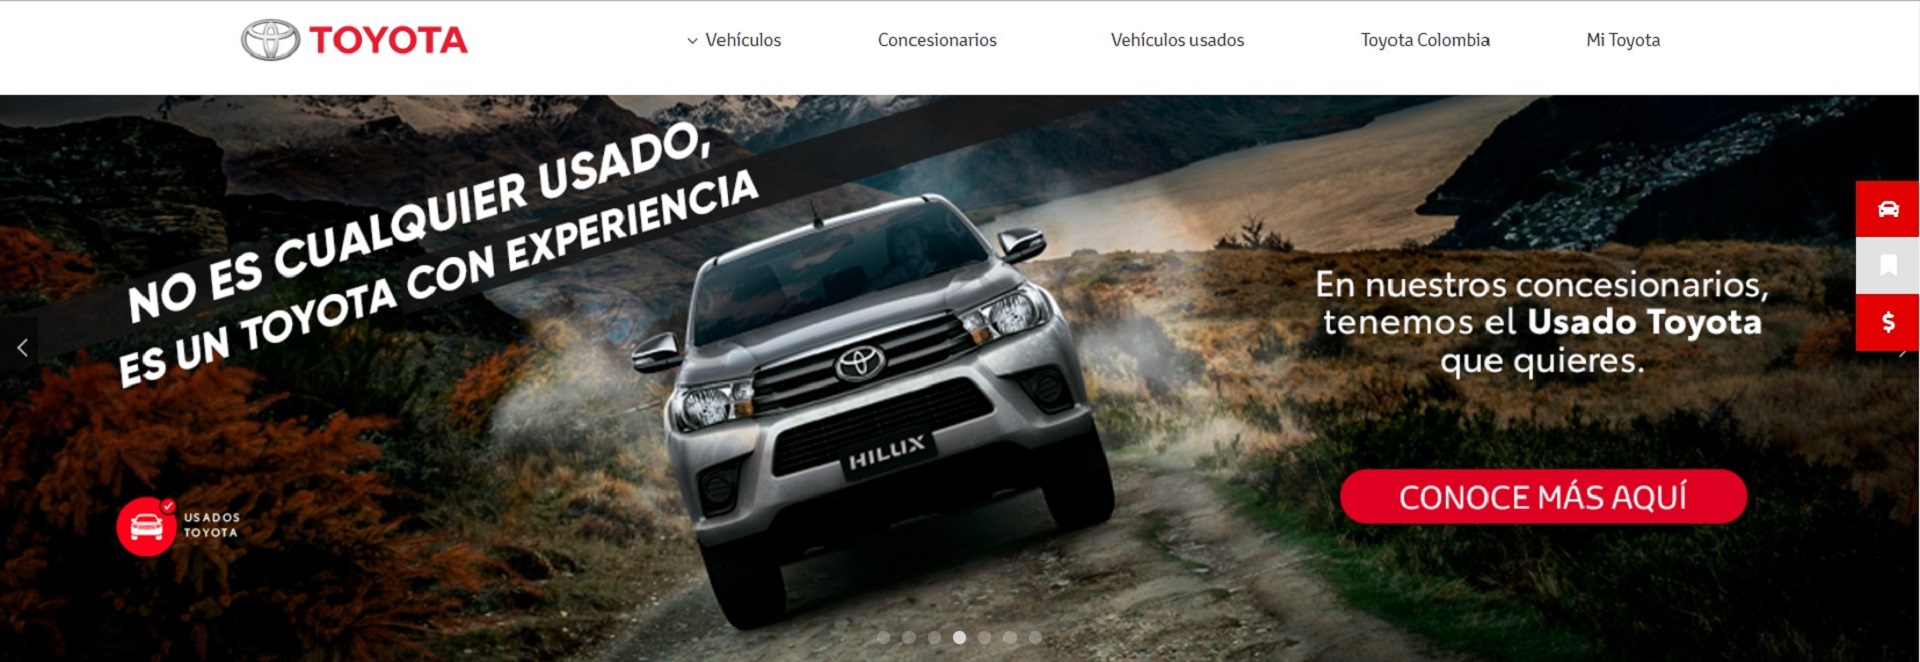 TOYOTA
Vehículos
Concesionarios
Vehículos usados
Toyota Colombia
Mi Toyota
NO ES CUALQUIER USADO,
ES UN TOYOTA CON EXPERIENCIA
En nuestros concesionarios,
tenemos el Usado Toyota
que quieres.
$
HILUX
CONOCE MÁS AQUÍ
USADOS
TOYOTA